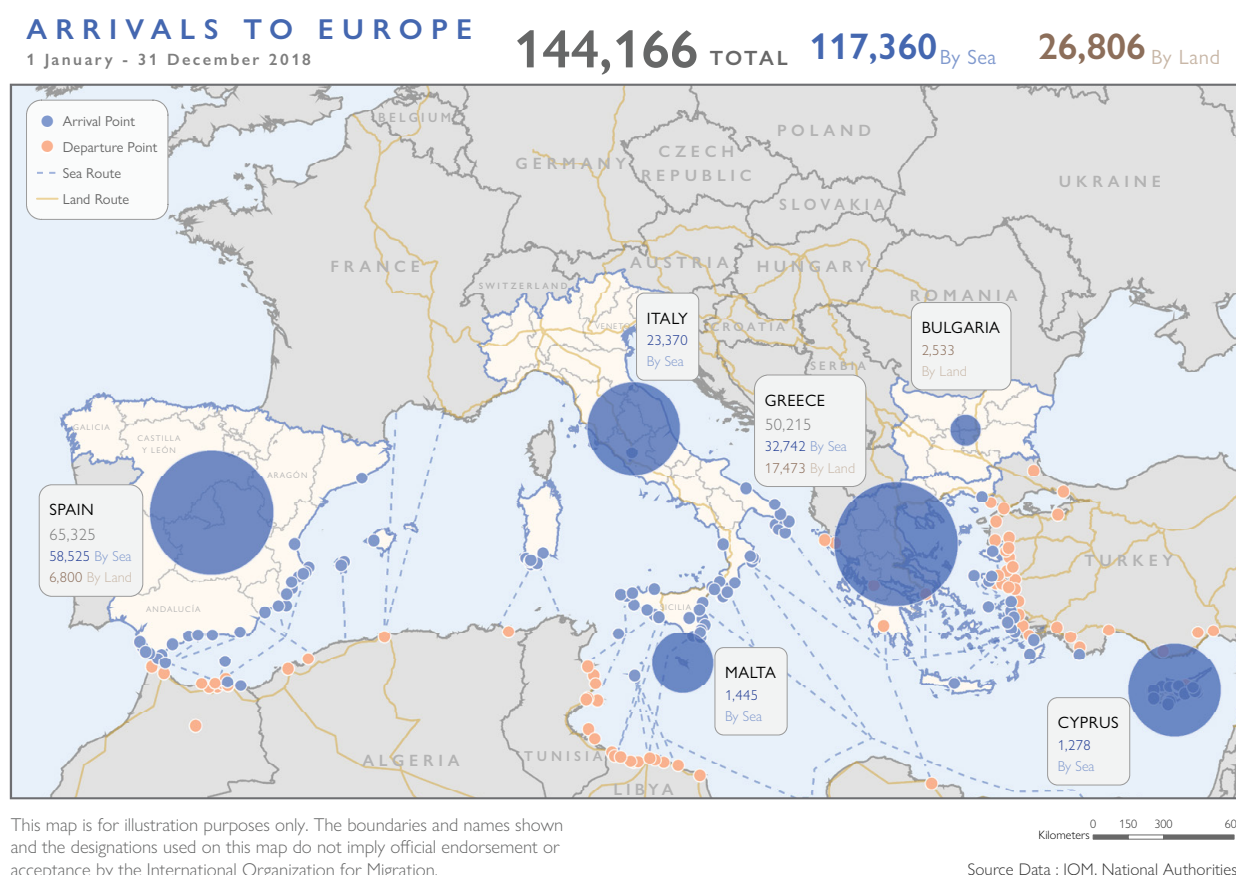 ARRIVALS TO EUROPE
1 January - 31 December 2018
144,166 TOTAL
117,360 By Sea
26,806 By Land
Arrival Point
Departure Point
Sea Route
Land Route
BELGIUM
GERMANY
CZECH
REPUBLIC
POLAND
SLOVAKIA
UKRAINE
FRANCE
SWITZERLAND
AUSTRIA
HUNGARY
ROMANIA
CROATIA
SERBIA
ITALY
23,370
By Sea
BULGARIA
2,533
By Land
GREECE
50,215
32,742 By Sea
17,473 By Land
GALICIA
CASTILLA
Y LEÓN
ARAGÓN
SPAIN
65,325
58,525 By Sea
6,800 By Land
ANDALUCÍA
SICILIA
TURKEY
MALTA
1,445
By Sea
CYPRUS
1,278
By Sea
ALGERIA
TUNISIA
LIBYA
This map is for illustration purposes only. The boundaries and names shown
and the designations used on this map do not imply official endorsement or
acceptance by the International Organization for Migration.
0 150 300 60
Kilometers
Source Data : IOM, National Authorities